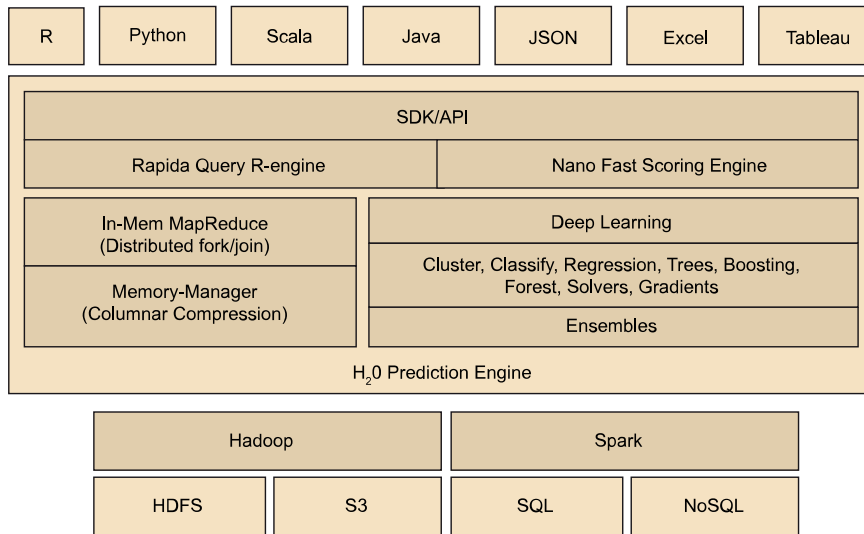 R
Python
Scala
Java
JSON
Excel
Tableau
SDK/API
Rapida Query R-engine
Nano Fast Scoring Engine
In-Mem MapReduce
(Distributed fork/join)
Memory-Manager
(Columnar Compression)
Deep Learning
Cluster, Classify, Regression, Trees, Boosting,
Forest, Solvers, Gradients
Ensembles
H₂0 Prediction Engine
Hadoop
Spark
HDFS
S3
SQL
NoSQL